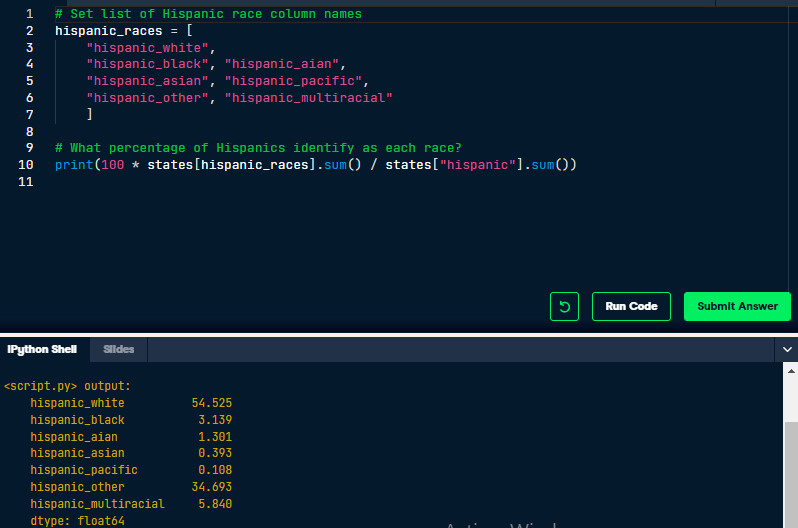 1 # Set list of Hispanic race column names
2 hispanic_races = [
3     "hispanic_white",
4     "hispanic_black", "hispanic_aian",
5     "hispanic_asian", "hispanic_pacific",
6     "hispanic_other", "hispanic_multiracial"
7     ]
8
9 # What percentage of Hispanics identify as each race?
10 print(100 * states[hispanic_races].sum() / states["hispanic"].sum())
11
Run Code Submit Answer
IPython Shell Slides
<script.py> output:
    hispanic_white          54.525
    hispanic_black           3.139
    hispanic_aian            1.301
    hispanic_asian           0.393
    hispanic_pacific         0.108
    hispanic_other          34.693
    hispanic_multiracial     5.840
    dtype: float64